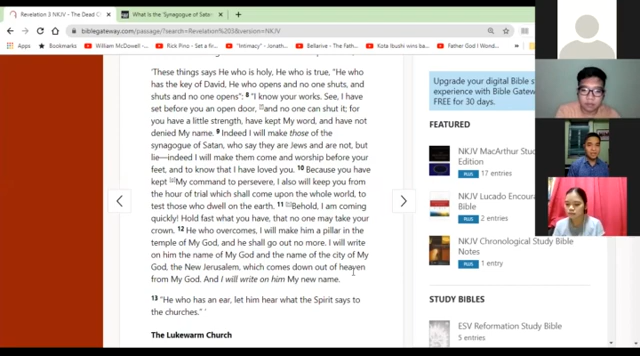 Revelation 3 NKJV - The Dead C
What Is the 'Synagogue of Satan
biblegateway.com/passage/?search=Revelation%203&version=NKJV
Apps
Bookmarks
William McDowell -
Rick Pino - Set a fi
"Intimacy" - Jonath
Bellarive - The Fath
Kota Ibushi wins ba
Father God I Wond
'These things says He who is holy, He who is true, "He who
has the key of David, He who opens and no one shuts, and
shuts and no one opens": 8 "I know your works. See, I have
set before you an open door, and no one can shut it; for
you have a little strength, have kept My word, and have not
denied My name. 9 Indeed I will make those of the
synagogue of Satan, who say they are Jews and are not, but
lie—indeed I will make them come and worship before your
feet, and to know that I have loved you. 10 Because you have
kept My command to persevere, I also will keep you from
the hour of trial which shall come upon the whole world, to
test those who dwell on the earth. 11 Behold, I am coming
quickly! Hold fast what you have, that no one may take your
crown. 12 He who overcomes, I will make him a pillar in the
temple of My God, and he shall go out no more. I will write
on him the name of My God and the name of the city of My
God, the New Jerusalem, which comes down out of heaven
from My God. And I will write on him My new name.
13 "He who has an ear, let him hear what the Spirit says to
the churches." '
The Lukewarm Church
Upgrade your digital Bible s
experience with Bible Gatew
FREE for 30 days.
FEATURED
NKJV MacArthur Stud
Edition
PLUS 17 entries
NKJV Lucado Encoura
Bible
PLUS 2 entries
NKJV Chronological Study Bible
Notes
PLUS 1 entry
STUDY BIBLES
ESV Reformation Study Bible
PLUS 5 entries